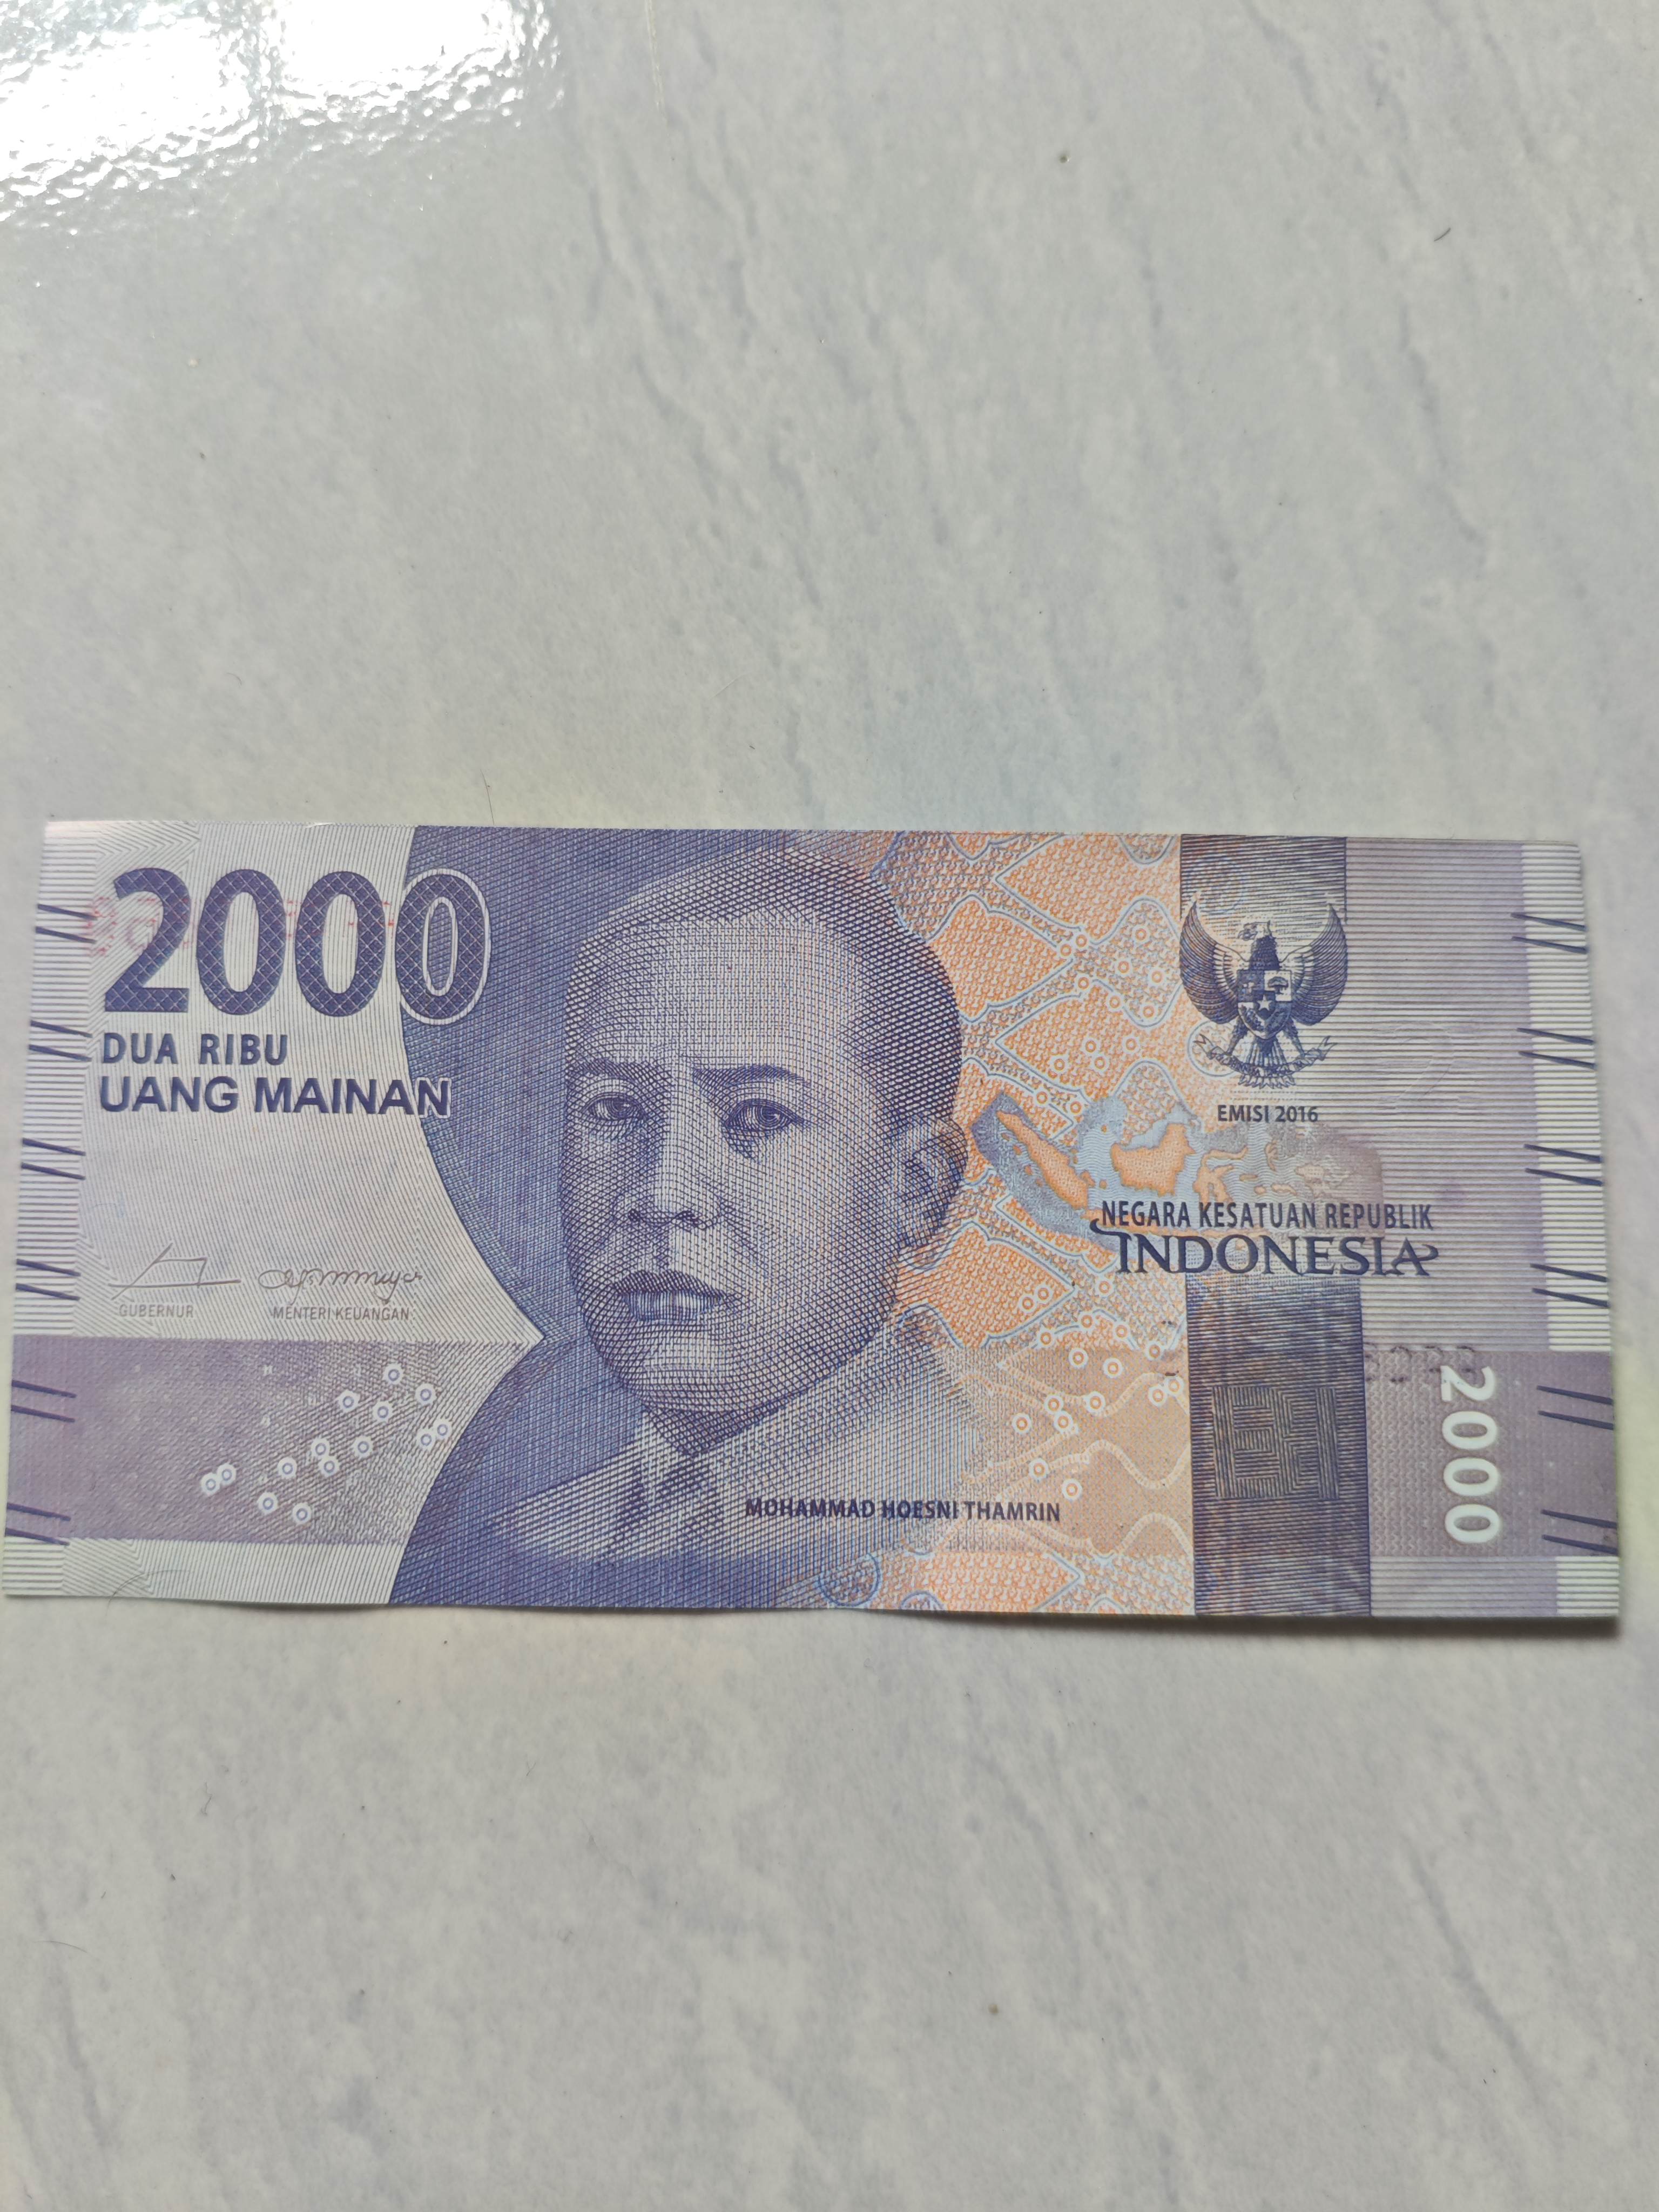 2000
DUA RIBU
UANG MAINAN
GUBERNUR
MENTERI KEUANGAN
MOHAMMAD HOESNI THAMRIN
EMISI 2016
NEGARA KESATUAN REPUBLIK
INDONESIA
2000